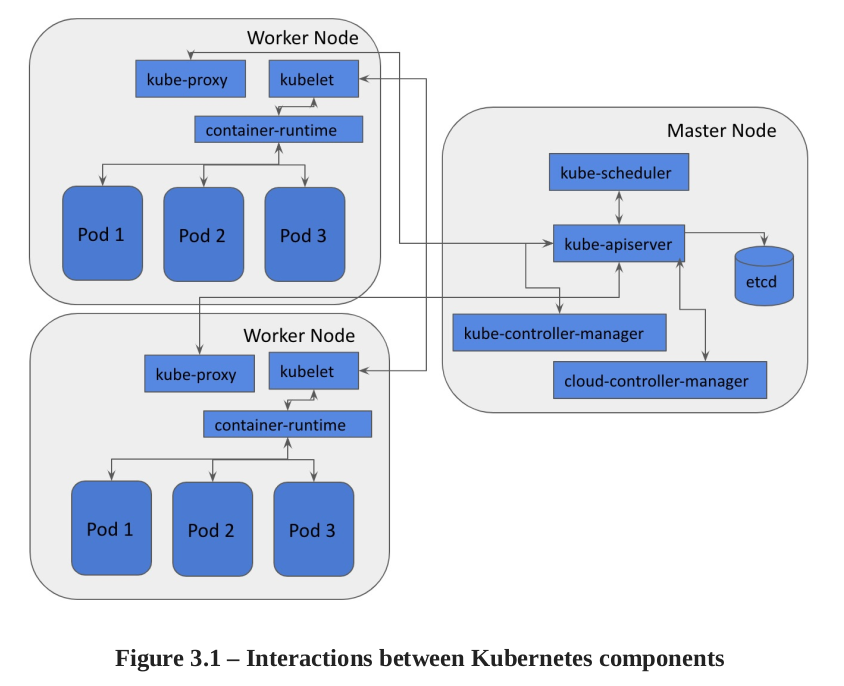 Worker Node
kube-proxy
kubelet
container-runtime
Pod 1
Pod 2
Pod 3
Worker Node
kube-proxy
kubelet
container-runtime
Pod 1
Pod 2
Pod 3
Master Node
kube-scheduler
kube-apiserver
etcd
kube-controller-manager
cloud-controller-manager
Figure 3.1 – Interactions between Kubernetes components